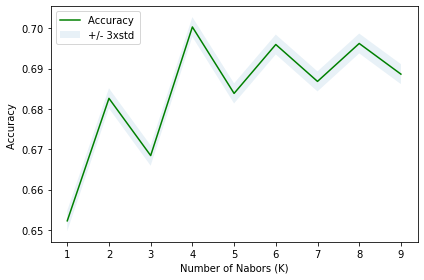 Accuracy
+/- 3xstd
0.70
0.69
0.68
0.67
0.66
0.65
Accuracy
1 2 3 4 5 6 7 8 9
Number of Nabors (K)